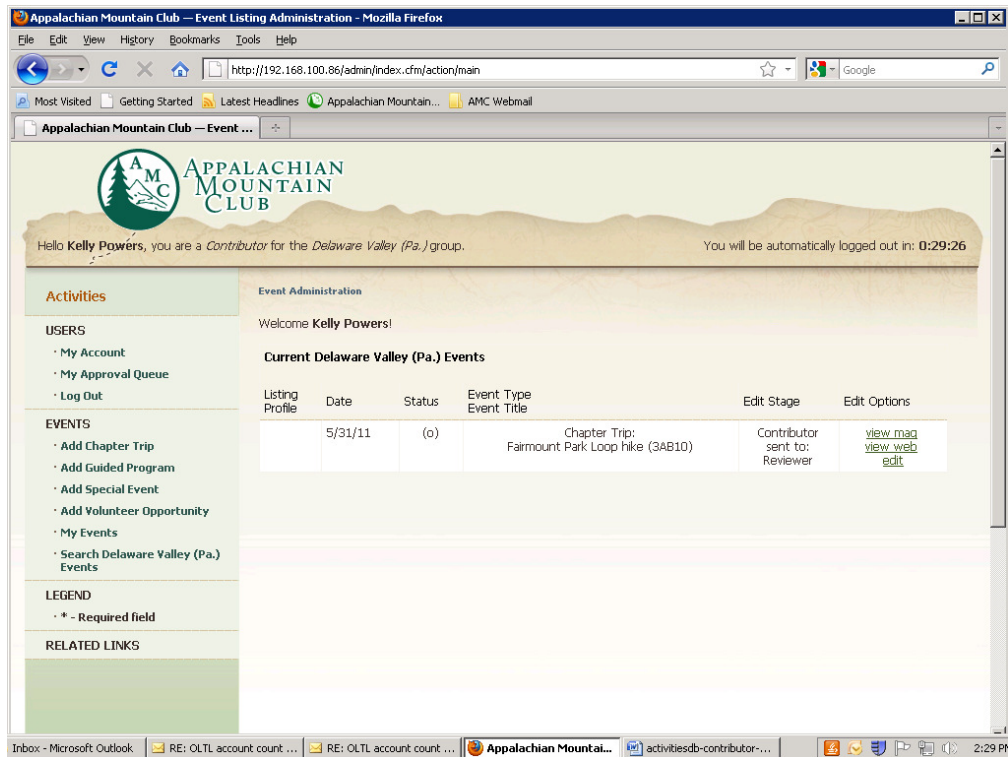 Appalachian Mountain Club — Event Listing Administration - Mozilla Firefox
File Edit View History Bookmarks Tools Help
http://192.168.100.86/admin/index.cfm/action/main
Google
Most Visited Getting Started Latest Headlines Appalachian Mountain... AMC Webmail
Appalachian Mountain Club — Event ...
AMC
APPALACHIAN
MOUNTAIN
CLUB
Hello Kelly Powers, you are a Contributor for the Delaware Valley (Pa.) group.
You will be automatically logged out in: 0:29:26
Activities
USERS
· My Account
· My Approval Queue
· Log Out
EVENTS
· Add Chapter Trip
· Add Guided Program
· Add Special Event
· Add Volunteer Opportunity
· My Events
· Search Delaware Valley (Pa.)
Events
LEGEND
· * - Required field
RELATED LINKS
Event Administration
Welcome Kelly Powers!
Current Delaware Valley (Pa.) Events
Listing Profile Date Status Event Type Event Title Edit Stage Edit Options
5/31/11 (o) Chapter Trip: Fairmount Park Loop hike (3AB10) Contributor sent to: Reviewer view mag view web edit
Inbox - Microsoft Outlook RE: OLTL account count ... RE: OLTL account count ... Appalachian Mountai... activitiesdb-contributor-... 2:29 PM